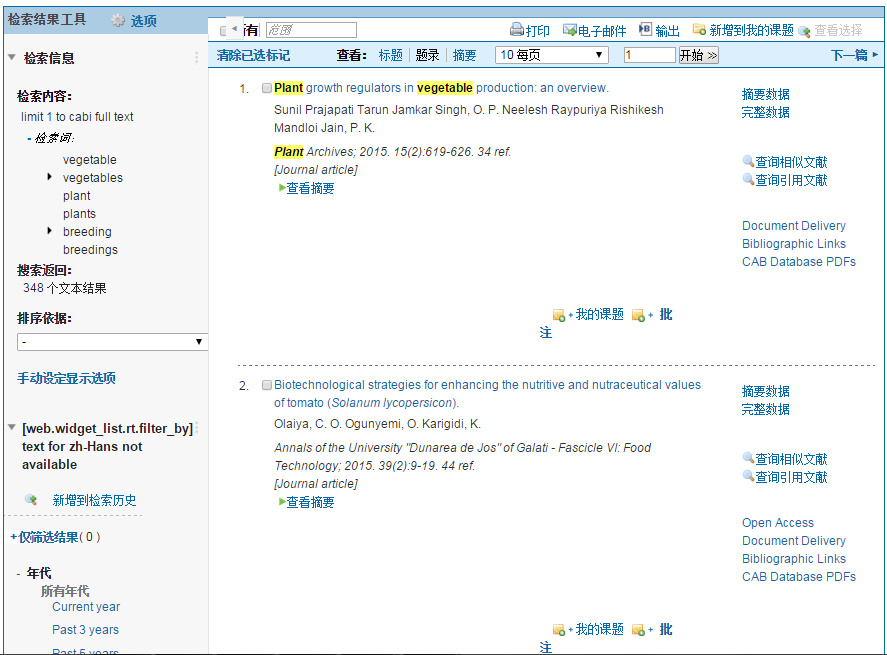 检索结果工具 选项
检索信息
检索内容:
limit 1 to cabi full text
- 检索词:
vegetable
vegetables
plant
plants
breeding
breedings
搜索返回:
348 个文本结果
排序依据:
-
手动设定显示选项
[web.widget_list.rt.filter_by]
text for zh-Hans not
available
新增到检索历史
+仅筛选结果( 0 )
- 年代
所有年代
Current year
Past 3 years
Past 5 years
有 范围 打印 电子邮件 输出 新增到我的课题 查看选择
清除已选标记 查看: 标题 | 题录 | 摘要 10 每页 1 开始 >> 下一篇
1. Plant growth regulators in vegetable production: an overview.
Sunil Prajapati Tarun Jamkar Singh, O. P. Neelesh Raypuriya Rishikesh
Mandloi Jain, P. K.
Plant Archives; 2015. 15(2):619-626. 34 ref.
[Journal article]
查看摘要
摘要数据
完整数据
查询相似文献
查询引用文献
Document Delivery
Bibliographic Links
CAB Database PDFs
+ 我的课题 + 批
注
2. Biotechnological strategies for enhancing the nutritive and nutraceutical values
of tomato (Solanum lycopersicon).
Olaiya, C. O. Ogunyemi, O. Karigidi, K.
Annals of the University "Dunarea de Jos" of Galati - Fascicle VI: Food
Technology; 2015. 39(2):9-19. 44 ref.
[Journal article]
查看摘要
摘要数据
完整数据
查询相似文献
查询引用文献
Open Access
Document Delivery
Bibliographic Links
CAB Database PDFs
+ 我的课题 + 批
注